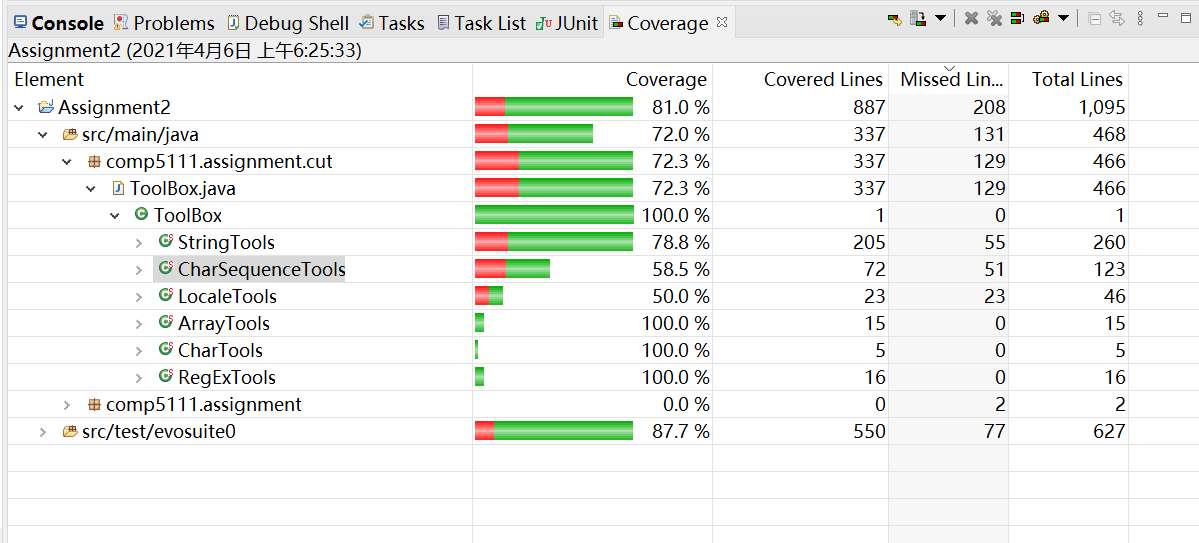 Console Problems Debug Shell Tasks Task List JUnit Coverage
Assignment2 (2021年4月6日 上午6:25:33)
Element Coverage Covered Lines Missed Lin... Total Lines
Assignment2 81.0 % 887 208 1,095
src/main/java 72.0 % 337 131 468
comp5111.assignment.cut 72.3 % 337 129 466
ToolBox.java 72.3 % 337 129 466
ToolBox 100.0 % 1 0 1
StringTools 78.8 % 205 55 260
CharSequenceTools 58.5 % 72 51 123
LocaleTools 50.0 % 23 23 46
ArrayTools 100.0 % 15 0 15
CharTools 100.0 % 5 0 5
RegExTools 100.0 % 16 0 16
comp5111.assignment 0.0 % 0 2 2
src/test/evosuite0 87.7 % 550 77 627